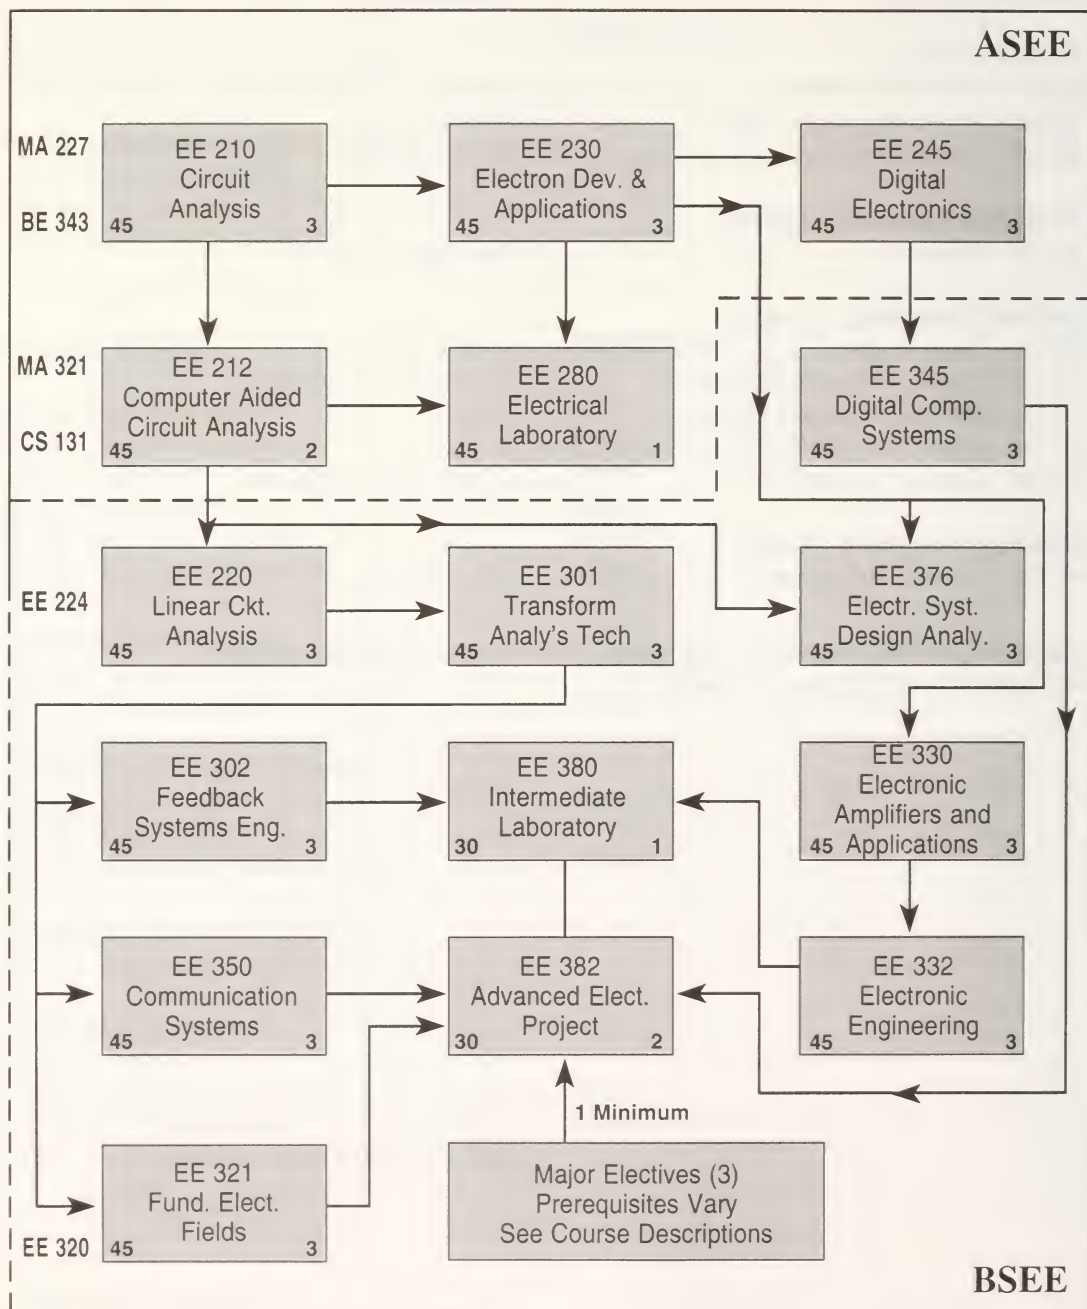 ASEE
MA 227
BE 343
EE 210
Circuit
Analysis
45 3
EE 230
Electron Dev. &
Applications
45 3
EE 245
Digital
Electronics
45 3
MA 321
CS 131
EE 212
Computer Aided
Circuit Analysis
45 2
EE 280
Electrical
Laboratory
45 1
EE 345
Digital Comp.
Systems
45 3
EE 224
EE 220
Linear Ckt.
Analysis
45 3
EE 301
Transform
Analy's Tech
45 3
EE 376
Electr. Syst.
Design Analy.
45 3
EE 302
Feedback
Systems Eng.
45 3
EE 380
Intermediate
Laboratory
30 1
EE 330
Electronic
Amplifiers and
45 Applications 3
EE 350
Communication
Systems
45 3
EE 382
Advanced Elect.
Project
30 2
EE 332
Electronic
Engineering
45 3
1 Minimum
EE 320
EE 321
Fund. Elect.
Fields
45 3
Major Electives (3)
Prerequisites Vary
See Course Descriptions
BSEE